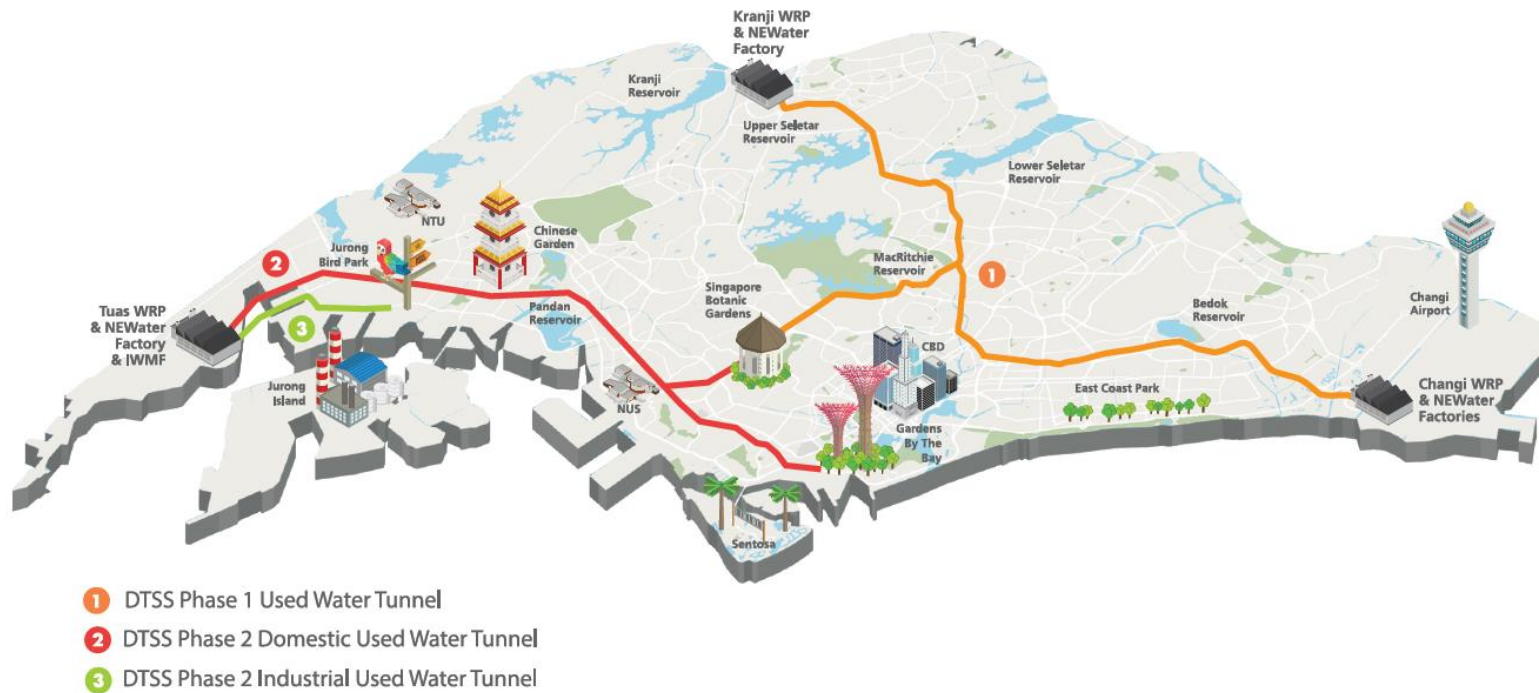 Kranji WRP
& NEWater
Factory
Kranji
Reservoir
Upper Seletar
Reservoir
Lower Seletar
Reservoir
NTU
Chinese
Garden
Jurong
Bird Park
2
MacRitchie
Reservoir
1
Singapore
Botanic
Gardens
Changi
Airport
Bedok
Reservoir
Tuas WRP
& NEWater
Factory
& IWMF
3
Pandan
Reservoir
CBD
Jurong
Island
NUS
East Coast Park
Changi WRP
& NEWater
Factories
Gardens
By The
Bay
Sentosa
1 DTSS Phase 1 Used Water Tunnel
2 DTSS Phase 2 Domestic Used Water Tunnel
3 DTSS Phase 2 Industrial Used Water Tunnel